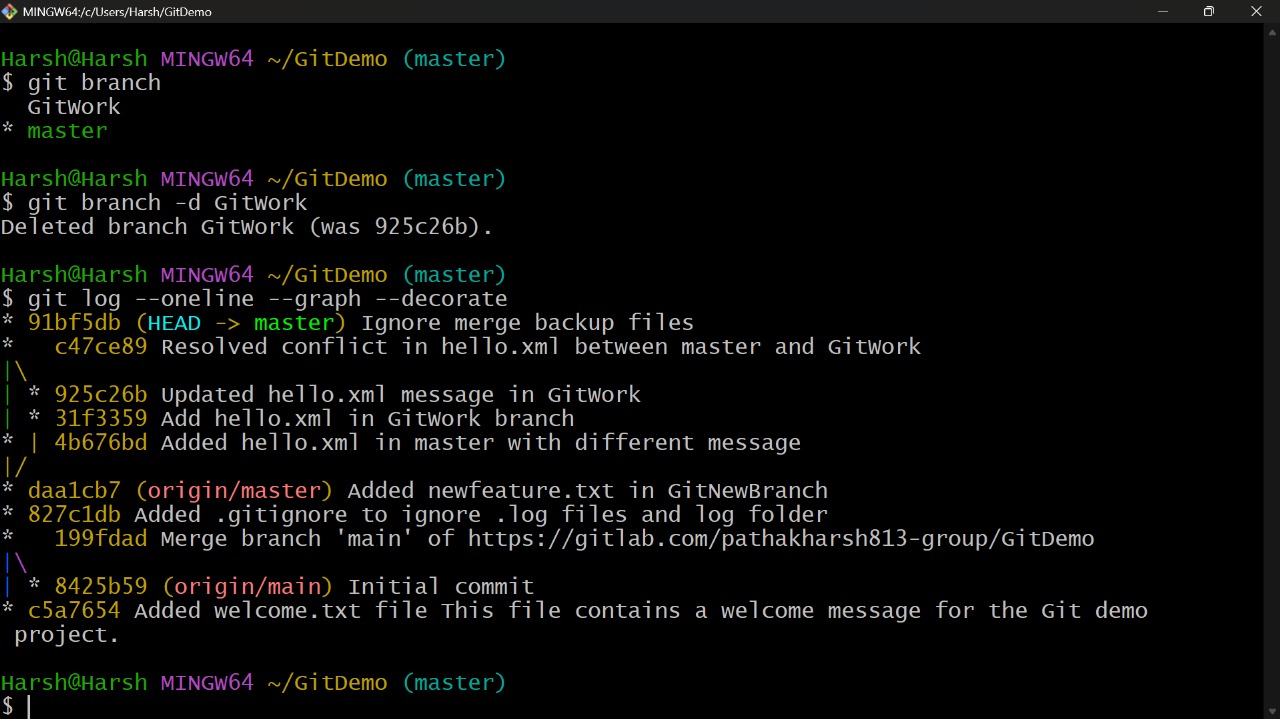 MINGW64:/c/Users/Harsh/GitDemo
Harsh@Harsh MINGW64 ~/GitDemo (master)
$ git branch
  GitWork
* master
Harsh@Harsh MINGW64 ~/GitDemo (master)
$ git branch -d GitWork
Deleted branch GitWork (was 925c26b).
Harsh@Harsh MINGW64 ~/GitDemo (master)
$ git log --oneline --graph --decorate
* 91bf5db (HEAD -> master) Ignore merge backup files
*   c47ce89 Resolved conflict in hello.xml between master and GitWork
|\
| * 925c26b Updated hello.xml message in GitWork
| * 31f3359 Add hello.xml in GitWork branch
* | 4b676bd Added hello.xml in master with different message
|/
* daa1cb7 (origin/master) Added newfeature.txt in GitNewBranch
* 827c1db Added .gitignore to ignore .log files and log folder
*   199fdad Merge branch 'main' of https://gitlab.com/pathakharsh813-group/GitDemo
|\
| * 8425b59 (origin/main) Initial commit
* c5a7654 Added welcome.txt file This file contains a welcome message for the Git demo
 project.
Harsh@Harsh MINGW64 ~/GitDemo (master)
$